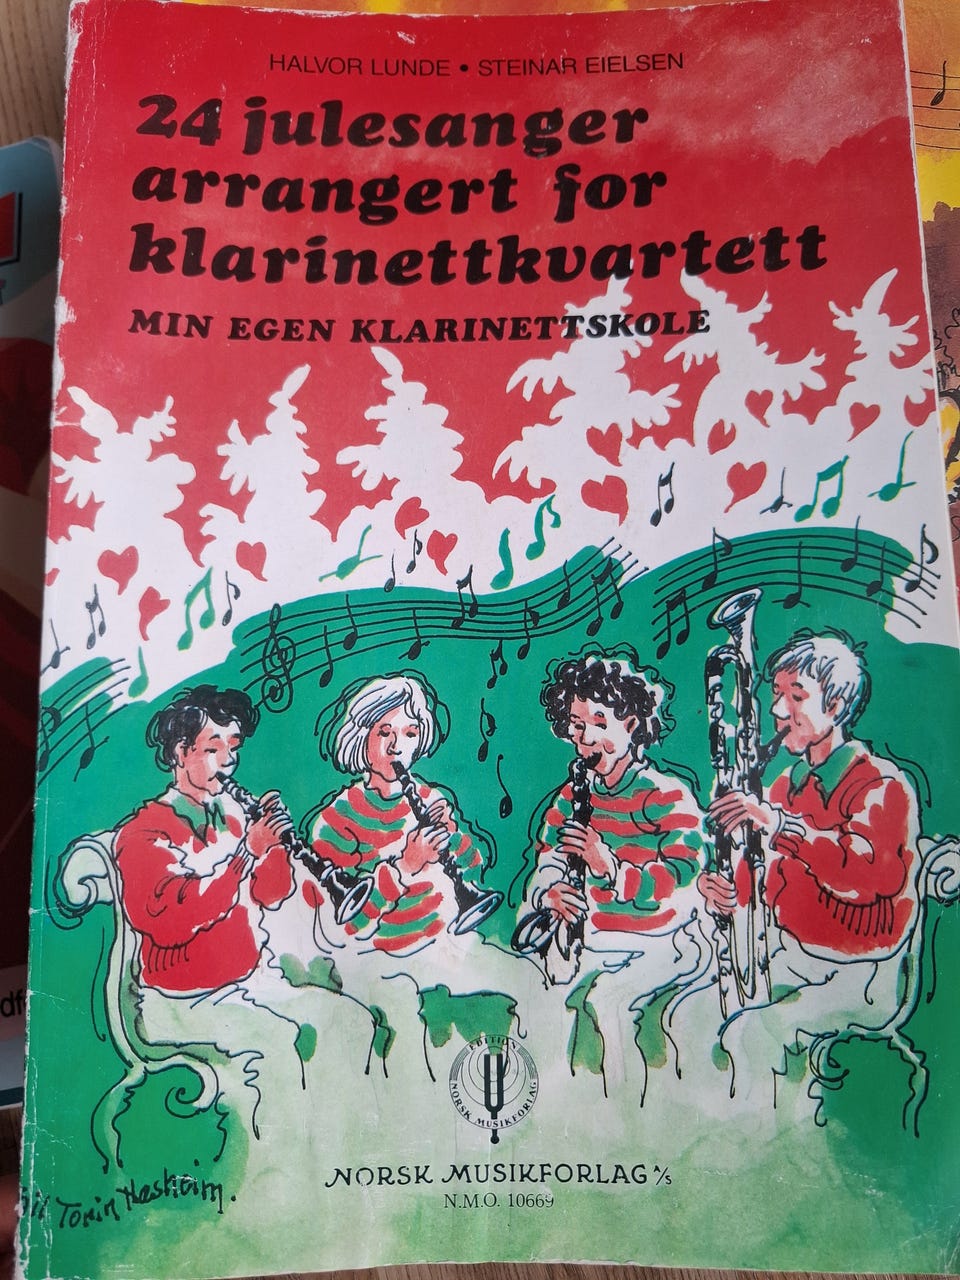 HALVOR LUNDE • STEINAR EIELSEN
24 julesanger
arrangert for
klarinettkvartett
MIN EGEN KLARINETTSKOLE
EDITION
NORSK MUSIKFORLAG
NORSK MUSIKFORLAG A/S
N.M.O. 10669